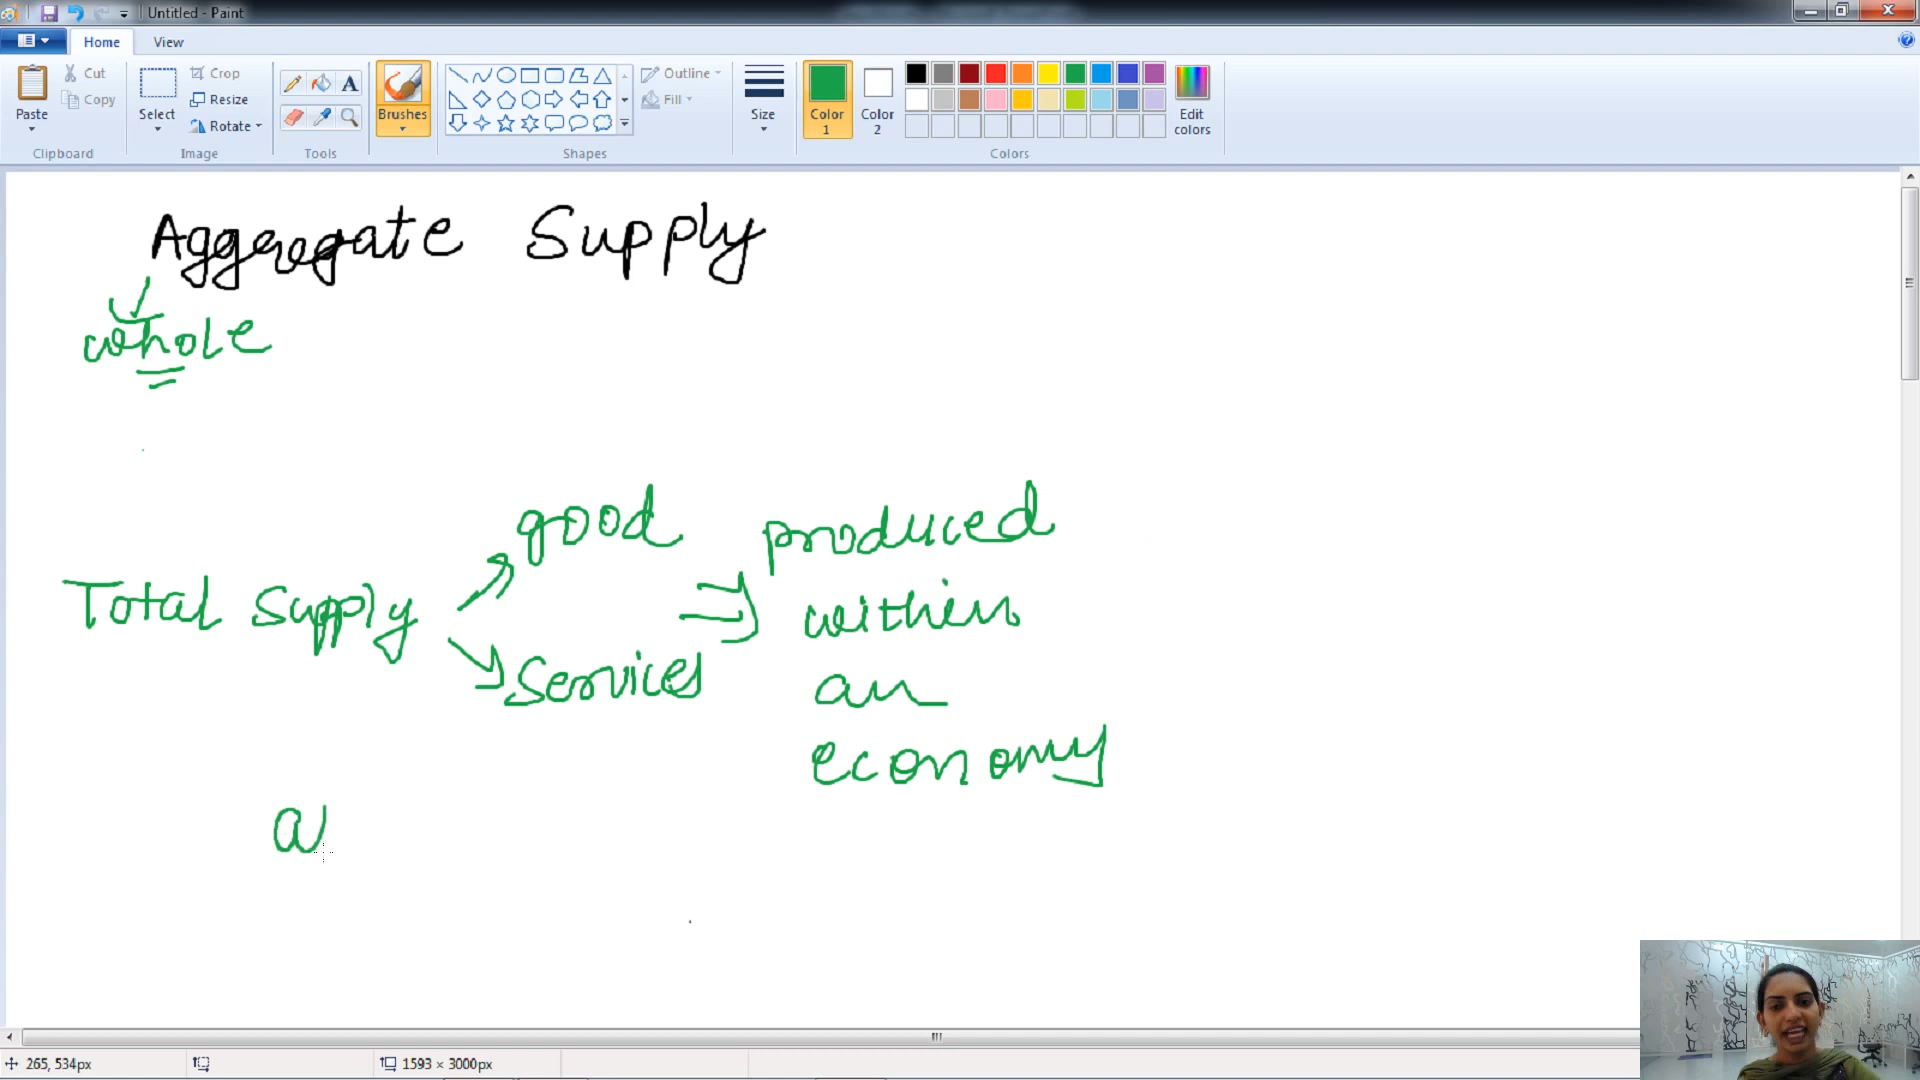 Untitled - Paint
Home View
Paste Cut Copy
Select Crop Resize Rotate
Brushes
Outline Fill
Size
Color 1 Color 2
Edit colors
Clipboard Image Tools Shapes Colors
Aggregate Supply
whole
good produced
Total Supply within
Services an
economy
a
265, 534px 1593 × 3000px